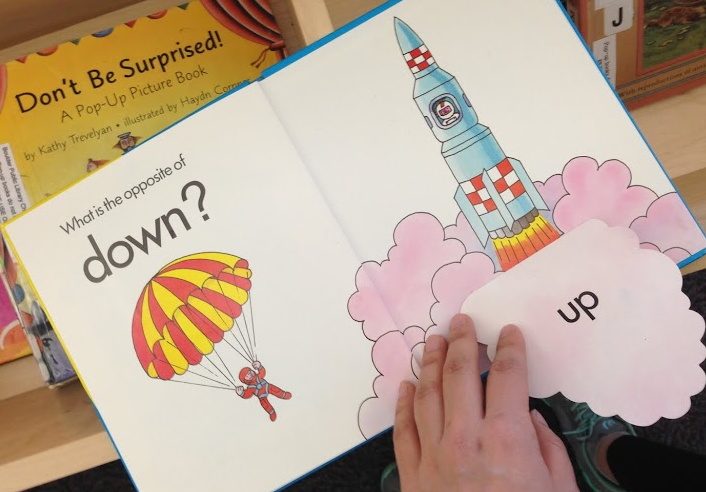 Don't Be Surprised!
A Pop-Up Picture Book
by Kathy Trevelyan • illustrated by Haydn
What is the opposite of
down?
up
J